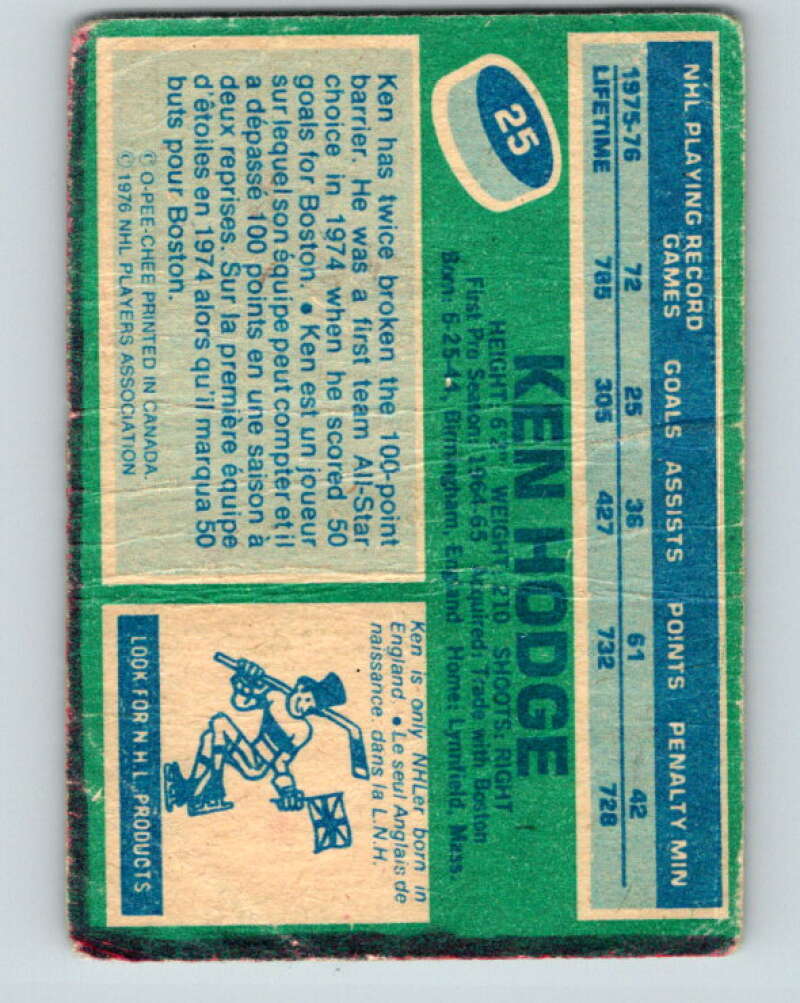 NHL PLAYING RECORD
GAMES GOALS ASSISTS POINTS PENALTY MIN
1975-76 72 25 36 61 42
LIFETIME 785 305 427 732 728
25
KEN HODGE
HEIGHT: 6'2" WEIGHT: 210 SHOOTS: RIGHT
First Pro Season: 1964-65 Acquired: Trade with Boston
Born: 6-25-44, Birmingham, England Home: Lynnfield, Mass.
Ken has twice broken the 100-point
barrier. He was a first team All-Star
choice in 1974 when he scored 50
goals for Boston. • Ken est un joueur
sur lequel son équipe peut compter et il
a dépassé 100 points en une saison à
deux reprises. Sur la première équipe
d'étoiles en 1974 alors qu'il marqua 50
buts pour Boston.
© O-PEE-CHEE PRINTED IN CANADA.
© 1976 NHL PLAYERS ASSOCIATION
Ken is only NHLer born in
England. • Le seul Anglais de
naissance dans la L.N.H.
LOOK FOR N.H.L. PRODUCTS